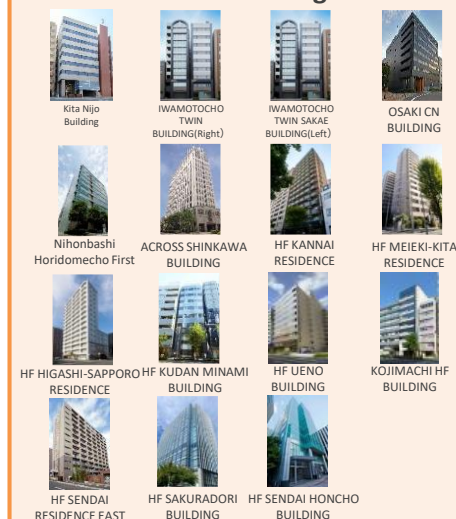 Kita Nijo
Building
IWAMOTOCHO
TWIN
BUILDING(Right）
IWAMOTOCHO
TWIN SAKAE
BUILDING(Left）
OSAKI CN
BUILDING
Nihonbashi
Horidomecho First
ACROSS SHINKAWA
BUILDING
HF KANNAI
RESIDENCE
HF MEIEKI-KITA
RESIDENCE
HF HIGASHI-SAPPORO
RESIDENCE
HF KUDAN MINAMI
BUILDING
HF UENO
BUILDING
KOJIMACHI HF
BUILDING
HF SENDAI
RESIDENCE EAST
HF SAKURADORI
BUILDING
HF SENDAI HONCHO
BUILDING